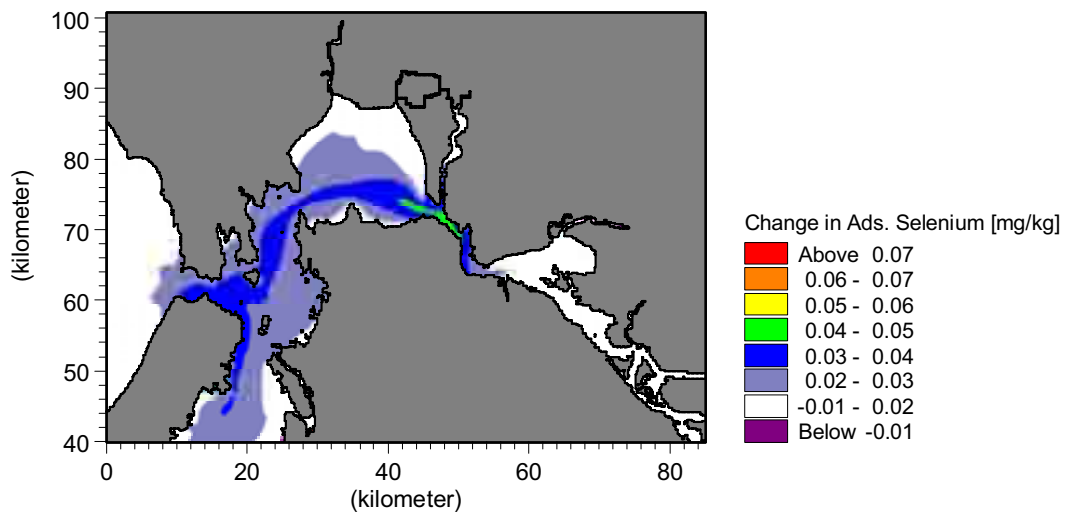 100
90
80
70
60
50
40
(kilometer)
0 20 40 60 80
(kilometer)
Change in Ads. Selenium [mg/kg]
Above 0.07
0.06 - 0.07
0.05 - 0.06
0.04 - 0.05
0.03 - 0.04
0.02 - 0.03
-0.01 - 0.02
Below -0.01